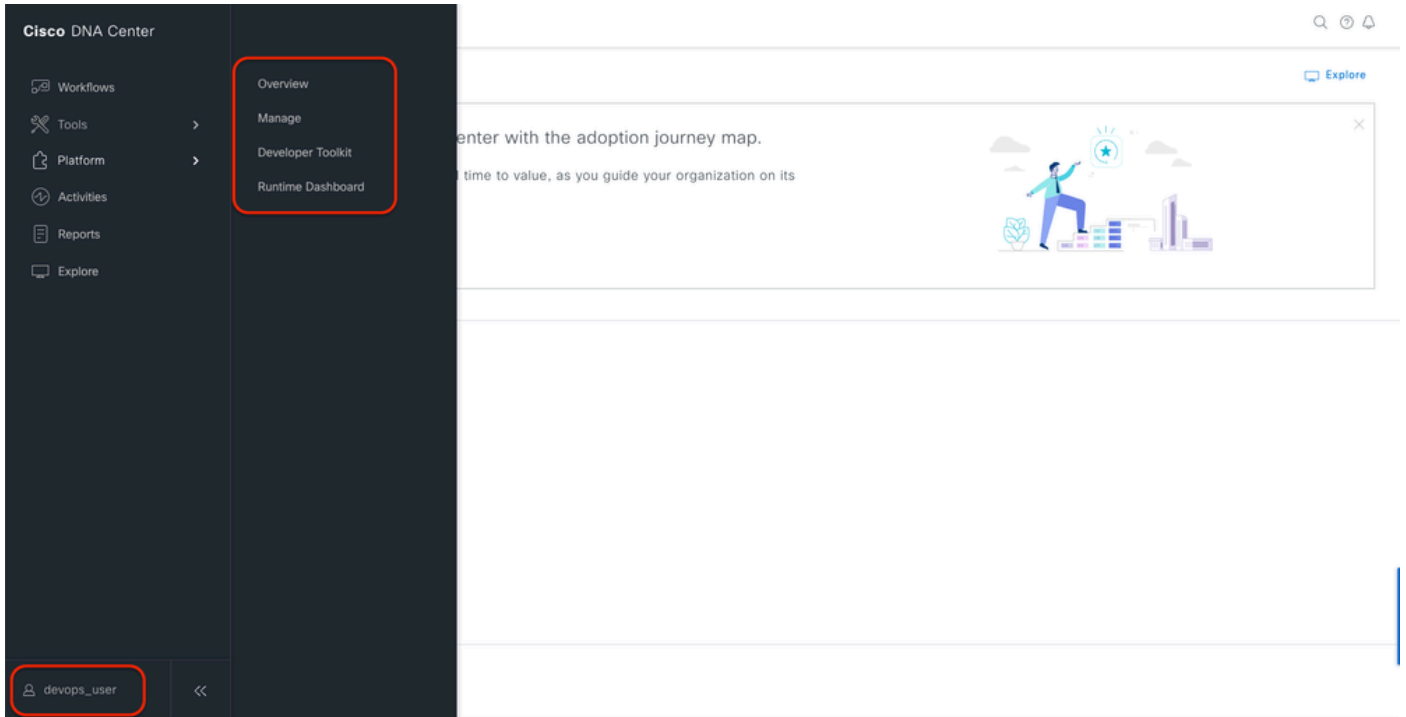 Cisco DNA Center
Workflows
Tools
Platform
Activities
Reports
Explore
Overview
Manage
Developer Toolkit
Runtime Dashboard
Explore
enter with the adoption journey map.
time to value, as you guide your organization on its
devops_user